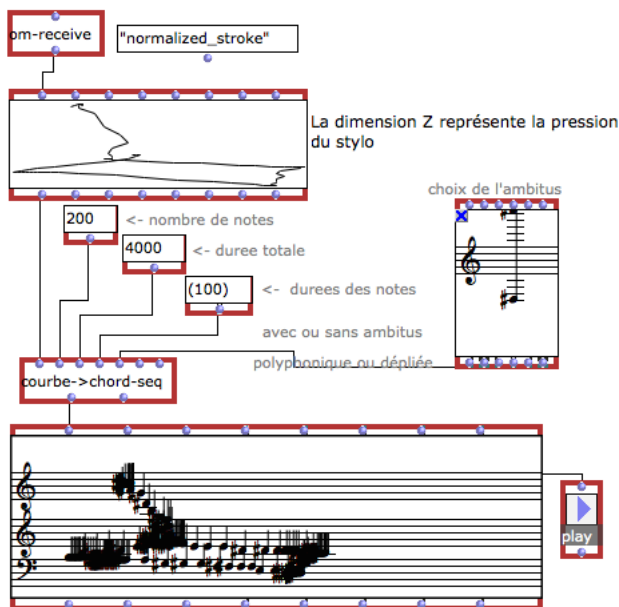 om-receive
"normalized_stroke"
La dimension Z représente la pression
du stylo
choix de l'ambitus
200
<- nombre de notes
4000
<- duree totale
(100)
<- durees des notes
avec ou sans ambitus
polyphonique ou dépliée
courbe->chord-seq
play